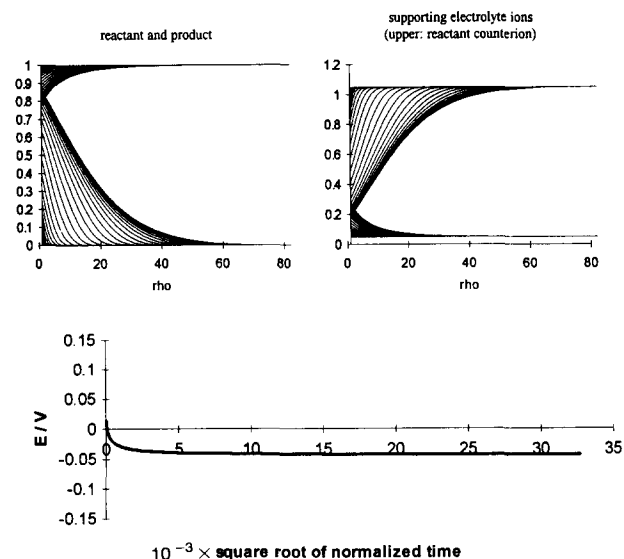 reactant and product
supporting electrolyte ions
(upper: reactant counterion)
1
0.9
0.8
0.7
0.6
0.5
0.4
0.3
0.2
0.1
0
0 20 40 60 80
rho
1.2
1
0.8
0.6
0.4
0.2
0
0 20 40 60 80
rho
E / V
0.15
0.1
0.05
0
-0.05
-0.1
-0.15
0 5 10 15 20 25 30 35
10⁻³ × square root of normalized time